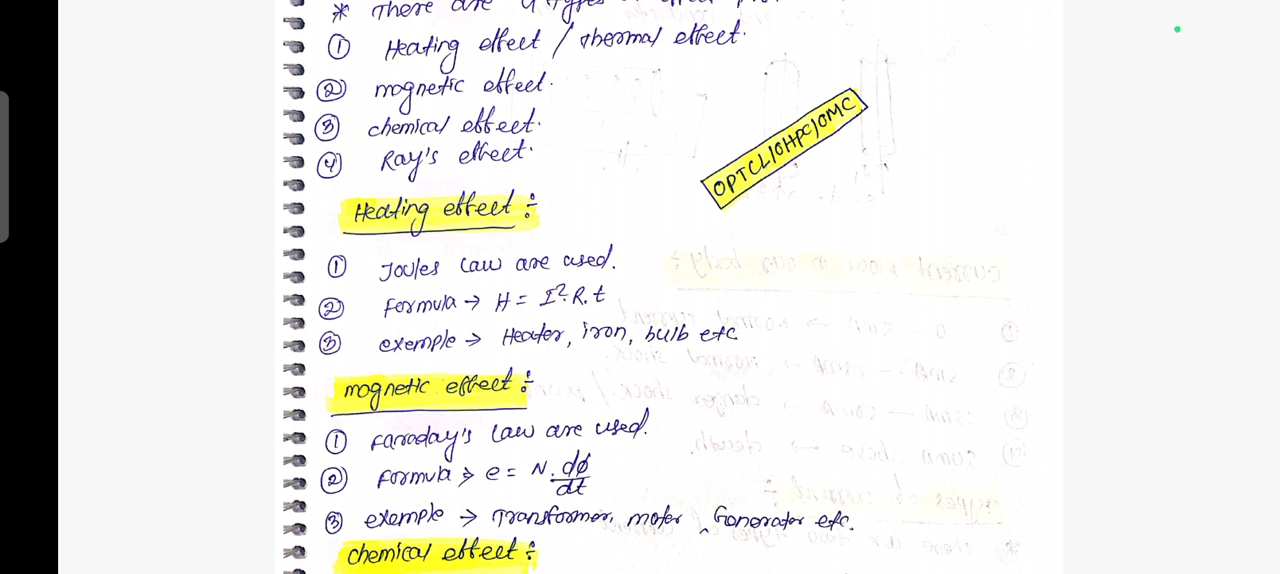 * There are 4 types
① Heating effect / thermal effect.
② magnetic effect.
③ chemical effect.
④ Ray's effect.
OPTCL/OHPC/OMC
Heating effect ÷
① Joules law are used.
② formula → H = I². R. t
③ exemple → Heater, iron, bulb etc
magnetic effect ÷
① faraday's law are used.
② formula → e = N. dφ/dt
③ exemple → Transformer, motor, Generator etc.
chemical effect ÷